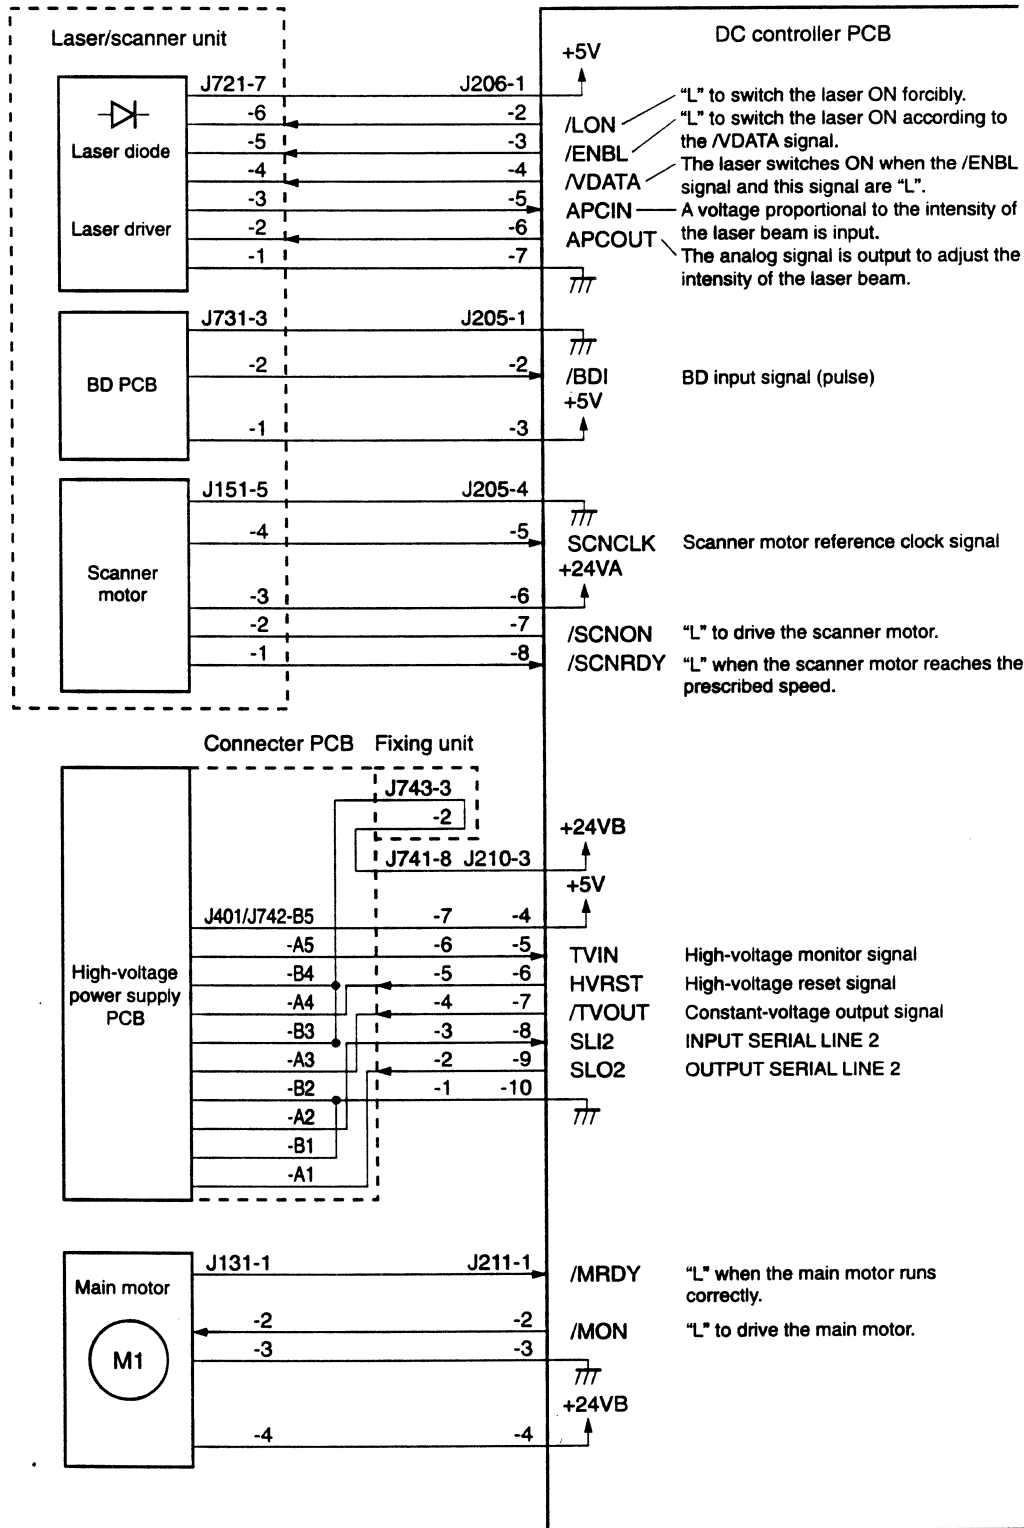 Laser/scanner unit
DC controller PCB
+5V
J721-7
J206-1
-6
-2
/LON
"L" to switch the laser ON forcibly.
Laser diode
-5
-3
/ENBL
"L" to switch the laser ON according to
the /VDATA signal.
-4
-4
/VDATA
The laser switches ON when the /ENBL
signal and this signal are "L".
-3
-5
APCIN
A voltage proportional to the intensity of
the laser beam is input.
Laser driver
-2
-6
APCOUT
The analog signal is output to adjust the
intensity of the laser beam.
-1
-7
J731-3
J205-1
BD PCB
-2
-2
/BDI
BD input signal (pulse)
+5V
-1
-3
J151-5
J205-4
-4
-5
SCNCLK
Scanner motor reference clock signal
+24VA
Scanner
motor
-3
-6
-2
-7
/SCNON
"L" to drive the scanner motor.
-1
-8
/SCNRDY
"L" when the scanner motor reaches the
prescribed speed.
Connecter PCB
Fixing unit
J743-3
-2
+24VB
J741-8
J210-3
+5V
J401/J742-B5
-7
-4
-A5
-6
-5
TVIN
High-voltage monitor signal
High-voltage
power supply
PCB
-B4
-5
-6
HVRST
High-voltage reset signal
-A4
-4
-7
/TVOUT
Constant-voltage output signal
-B3
-3
-8
SLI2
INPUT SERIAL LINE 2
-A3
-2
-9
SLO2
OUTPUT SERIAL LINE 2
-B2
-1
-10
-A2
-B1
-A1
J131-1
J211-1
/MRDY
"L" when the main motor runs
correctly.
Main motor
-2
-2
/MON
"L" to drive the main motor.
M1
-3
-3
+24VB
-4
-4